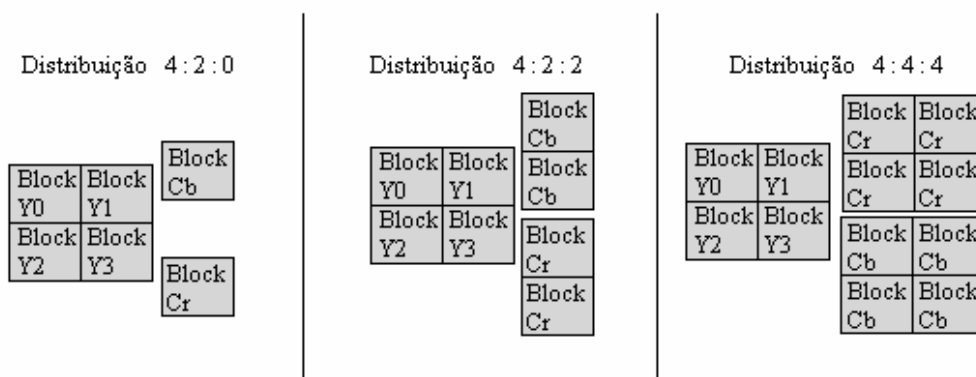 Distribuição 4:2:0
Block Block
Y0 Y1
Block Block
Y2 Y3
Block
Cb
Block
Cr
Distribuição 4:2:2
Block Block
Y0 Y1
Block Block
Y2 Y3
Block
Cb
Block
Cb
Block
Cr
Block
Cr
Distribuição 4:4:4
Block Block
Y0 Y1
Block Block
Y2 Y3
Block Block
Cr Cr
Block Block
Cr Cr
Block Block
Cb Cb
Block Block
Cb Cb